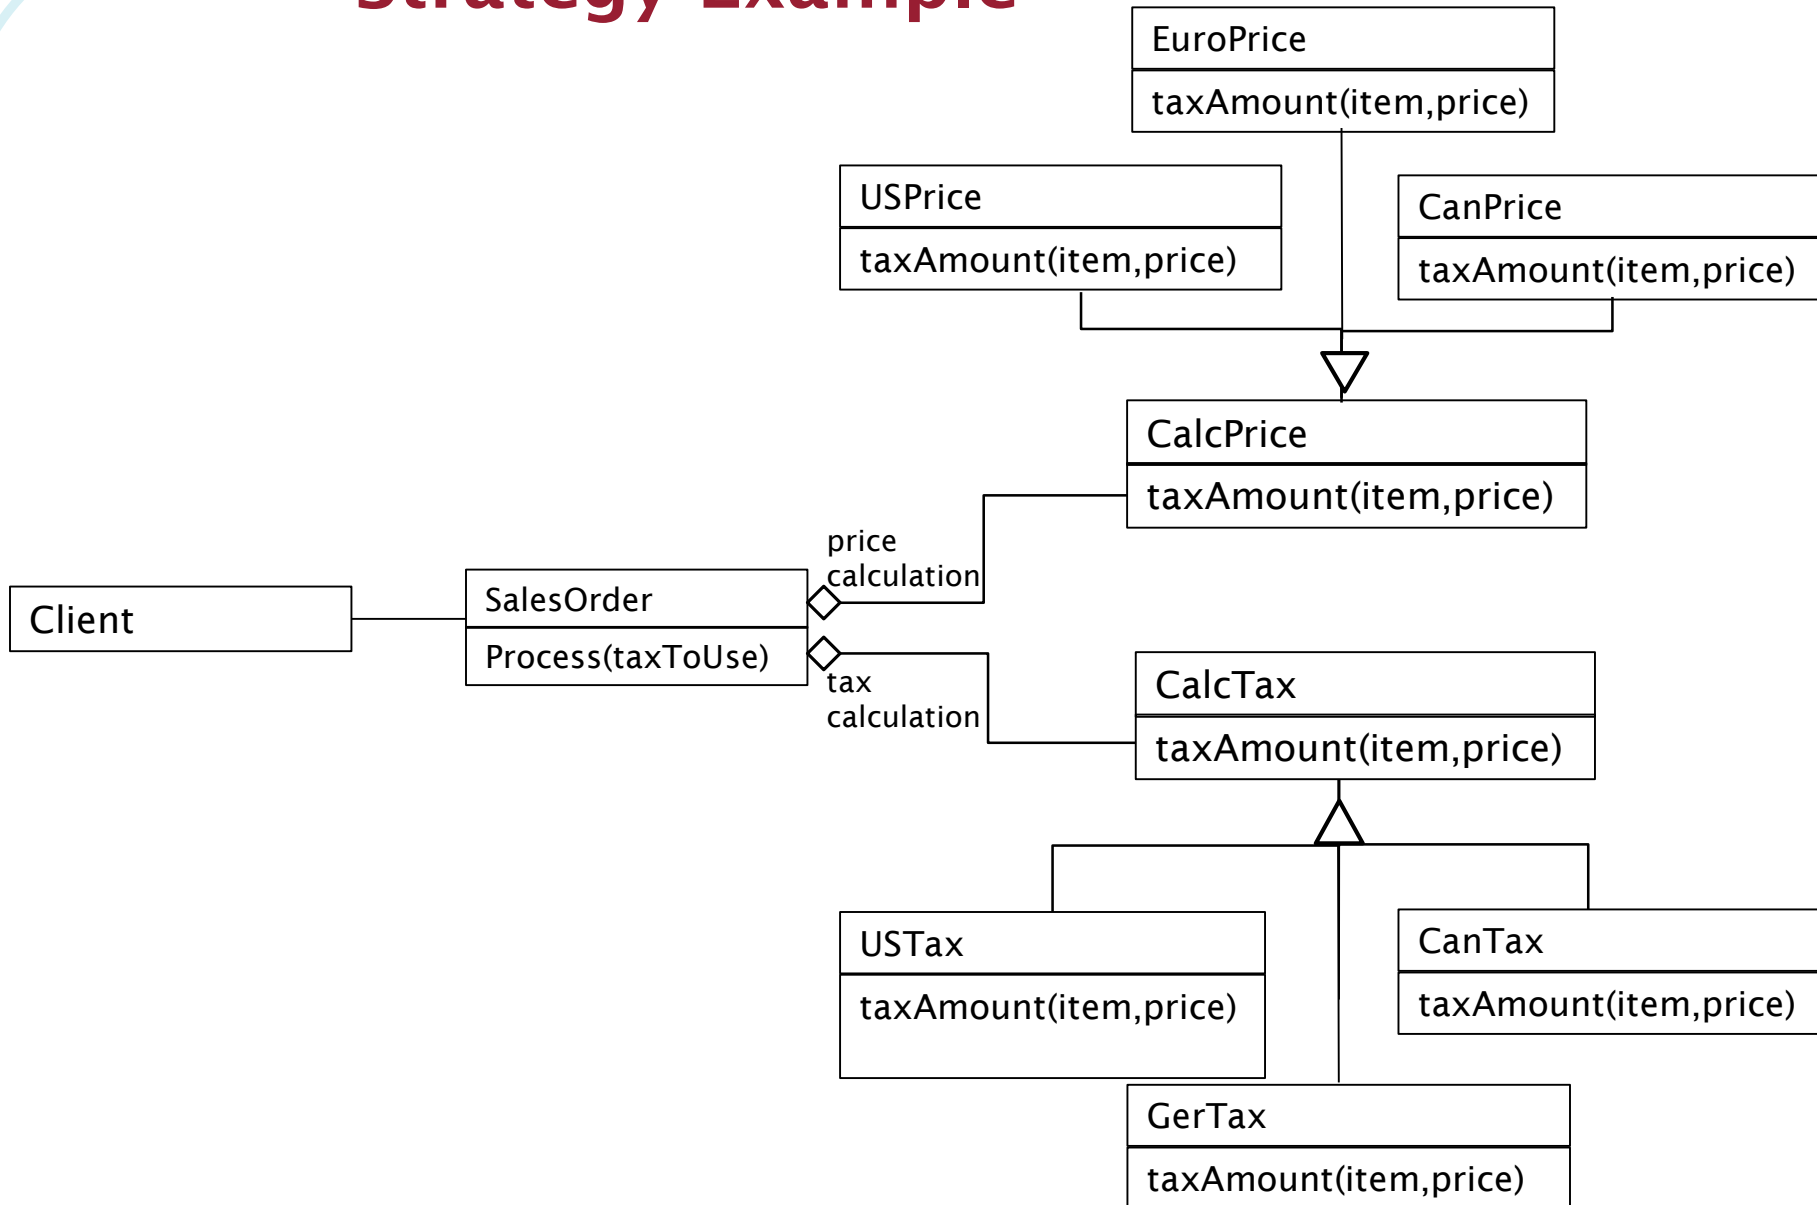 Strategy Example
EuroPrice
taxAmount(item,price)
USPrice
taxAmount(item,price)
CanPrice
taxAmount(item,price)
CalcPrice
taxAmount(item,price)
price
calculation
Client
SalesOrder
Process(taxToUse)
tax
calculation
CalcTax
taxAmount(item,price)
USTax
taxAmount(item,price)
CanTax
taxAmount(item,price)
GerTax
taxAmount(item,price)